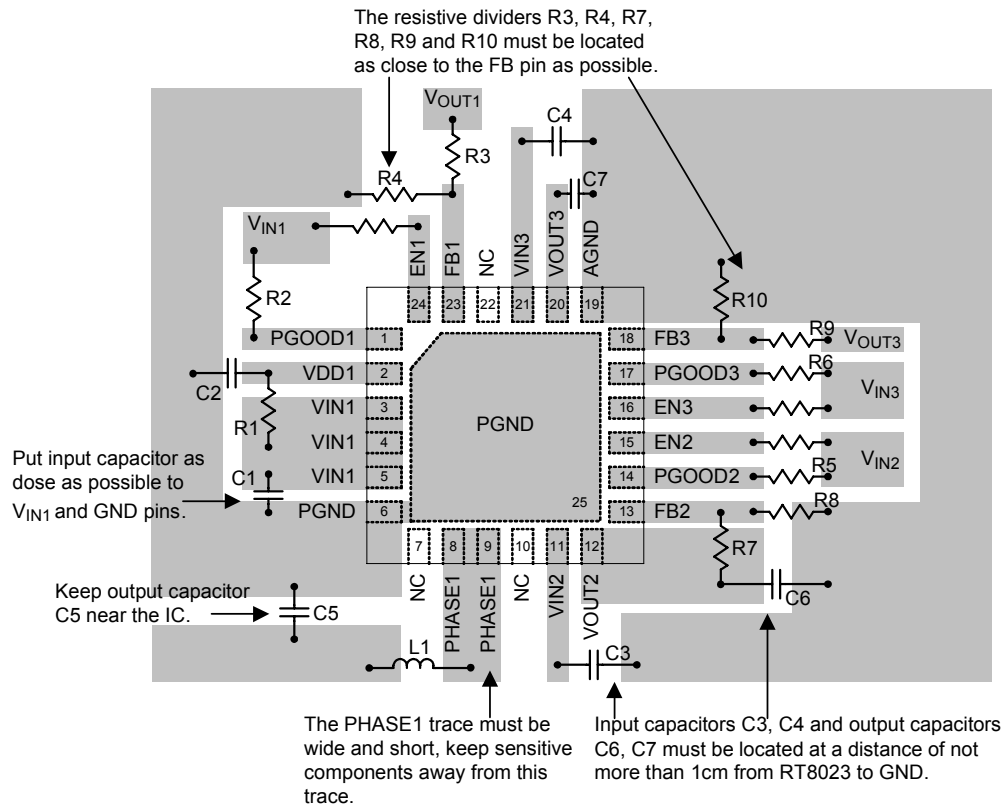 The resistive dividers R3, R4, R7,
R8, R9 and R10 must be located
as close to the FB pin as possible.
VOUT1
C4
R3
R4
C7
VIN1
EN1
FB1
NC
VIN3
VOUT3
AGND
R2
R10
24
23
22
21
20
19
PGOOD1
1
18
FB3
R9
VOUT3
C2
VDD1
2
17
PGOOD3
R6
VIN3
R1
VIN1
3
16
EN3
VIN1
4
PGND
15
EN2
VIN2
Put input capacitor as
dose as possible to
VIN1 and GND pins.
C1
VIN1
5
14
PGOOD2
R5
PGND
6
25
13
FB2
R8
7
8
9
10
11
12
R7
NC
PHASE1
PHASE1
NC
VIN2
VOUT2
C6
Keep output capacitor
C5 near the IC.
C5
L1
C3
The PHASE1 trace must be
wide and short, keep sensitive
components away from this
trace.
Input capacitors C3, C4 and output capacitors
C6, C7 must be located at a distance of not
more than 1cm from RT8023 to GND.